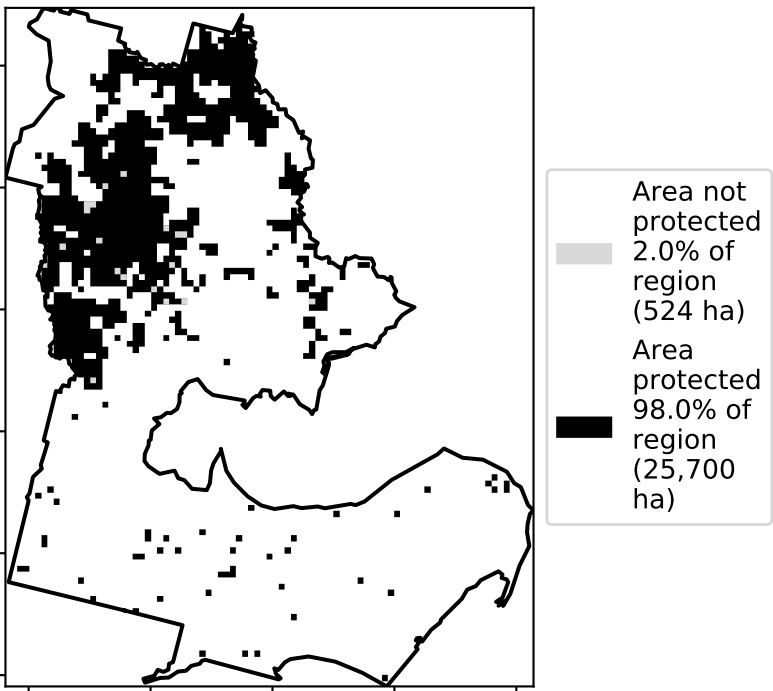 Area not
protected
2.0% of
region
(524 ha)
Area
protected
98.0% of
region
(25,700
ha)